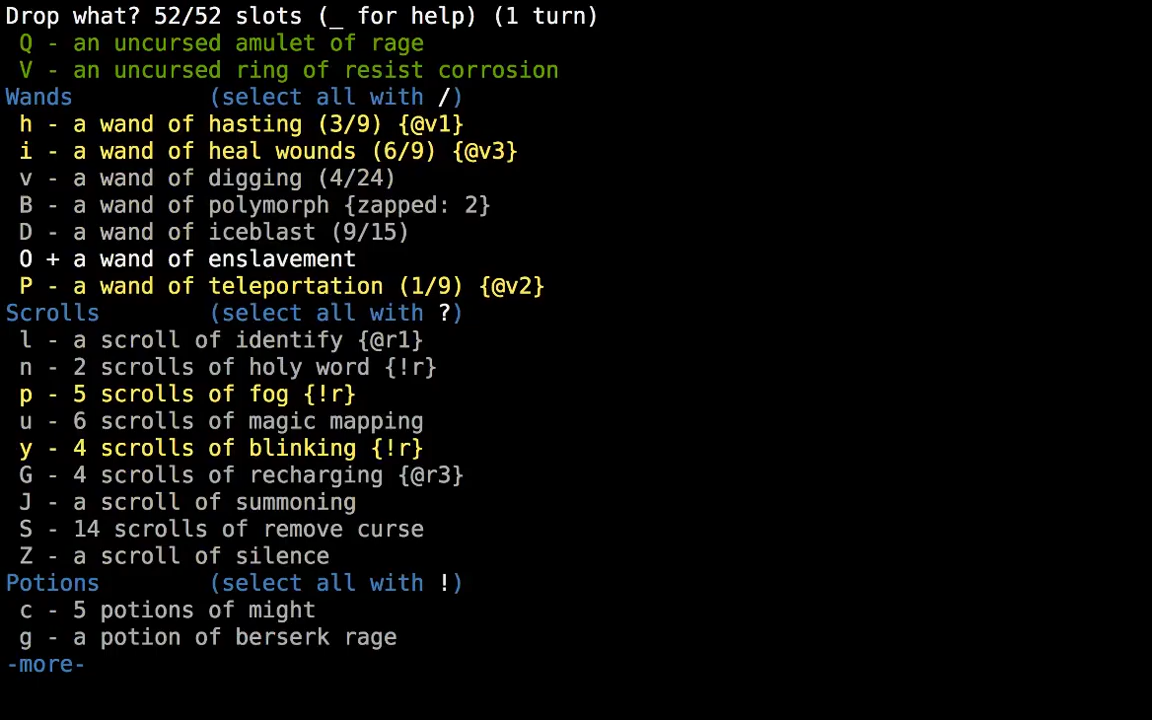 Drop what? 52/52 slots (_ for help) (1 turn)
Q - an uncursed amulet of rage
V - an uncursed ring of resist corrosion
Wands (select all with /)
h - a wand of hasting (3/9) {@v1}
i - a wand of heal wounds (6/9) {@v3}
v - a wand of digging (4/24)
B - a wand of polymorph {zapped: 2}
D - a wand of iceblast (9/15)
O + a wand of enslavement
P - a wand of teleportation (1/9) {@v2}
Scrolls (select all with ?)
l - a scroll of identify {@r1}
n - 2 scrolls of holy word {!r}
p - 5 scrolls of fog {!r}
u - 6 scrolls of magic mapping
y - 4 scrolls of blinking {!r}
G - 4 scrolls of recharging {@r3}
J - a scroll of summoning
S - 14 scrolls of remove curse
Z - a scroll of silence
Potions (select all with !)
c - 5 potions of might
g - a potion of berserk rage
-more-